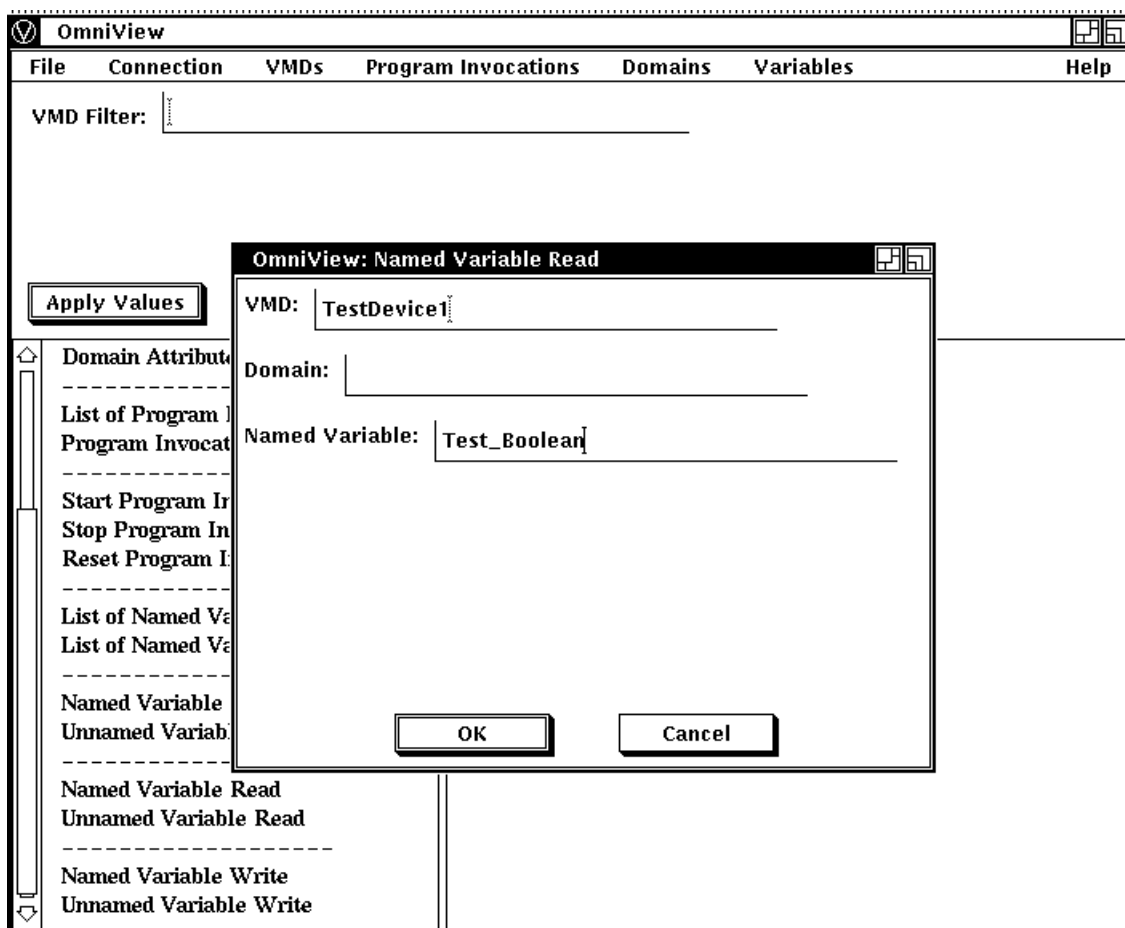 OmniView
File Connection VMDs Program Invocations Domains Variables Help
VMD Filter:
OmniView: Named Variable Read
VMD: TestDevice1
Domain:
Named Variable: Test_Boolean
OK Cancel
Apply Values
Domain Attribut
--------------------
List of Program
Program Invocat
--------------------
Start Program In
Stop Program In
Reset Program I
--------------------
List of Named Va
List of Named Va
--------------------
Named Variable
Unnamed Variabl
--------------------
Named Variable Read
Unnamed Variable Read
--------------------
Named Variable Write
Unnamed Variable Write